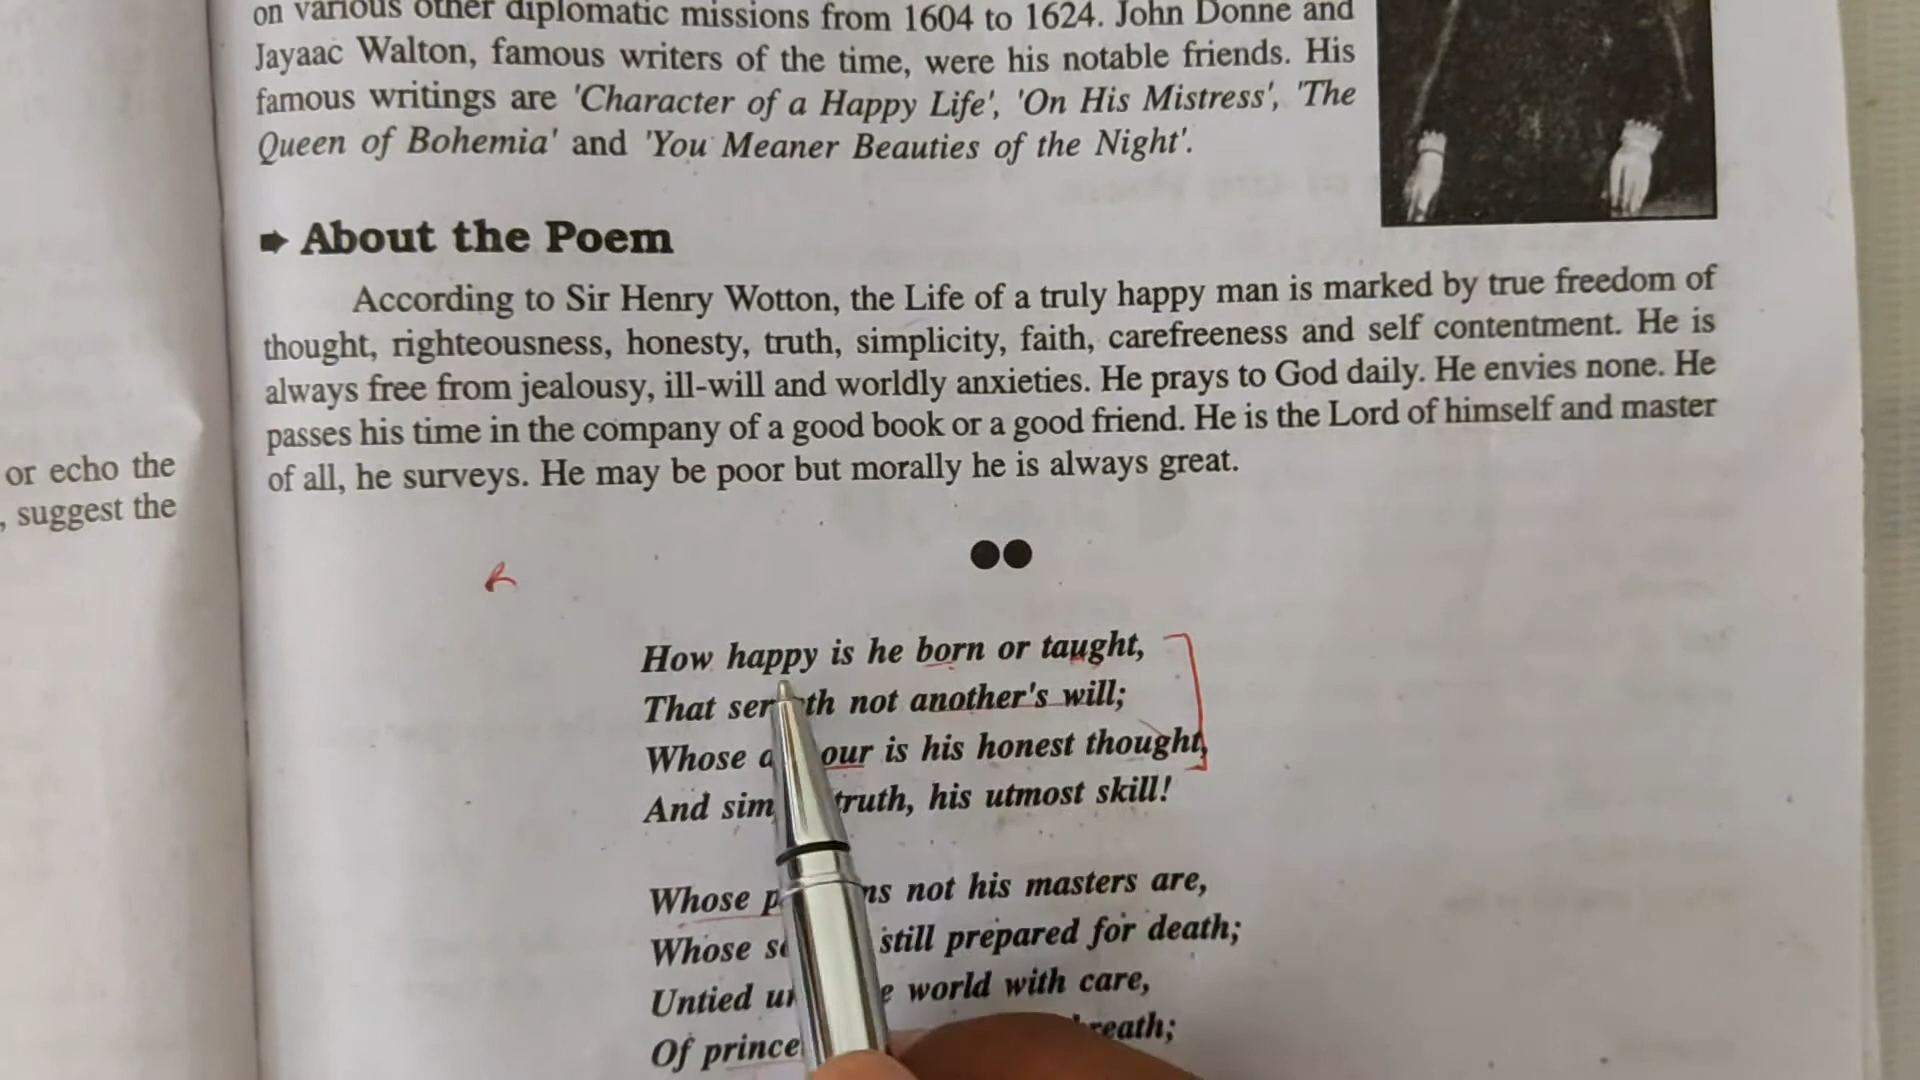 on various other diplomatic missions from 1604 to 1624. John Donne and
Jayaac Walton, famous writers of the time, were his notable friends. His
famous writings are 'Character of a Happy Life', 'On His Mistress', 'The
Queen of Bohemia' and 'You Meaner Beauties of the Night'.
About the Poem
According to Sir Henry Wotton, the Life of a truly happy man is marked by true freedom of
thought, righteousness, honesty, truth, simplicity, faith, carefreeness and self contentment. He is
always free from jealousy, ill-will and worldly anxieties. He prays to God daily. He envies none. He
passes his time in the company of a good book or a good friend. He is the Lord of himself and master
of all, he surveys. He may be poor but morally he is always great.
or echo the
, suggest the
How happy is he born or taught,
That not another's will;
Whose is his honest thought,
And truth, his utmost skill!
Whose not his masters are,
Whose still prepared for death;
Untied world with care,
Of